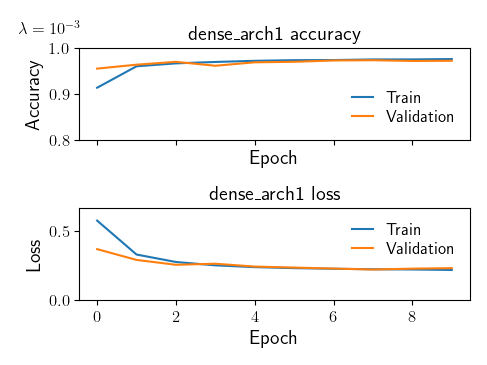 λ = 10⁻³
dense_arch1 accuracy
1.0
0.9
0.8
Accuracy
Train
Validation
Epoch
dense_arch1 loss
0.5
0.0
Loss
Train
Validation
0 2 4 6 8
Epoch